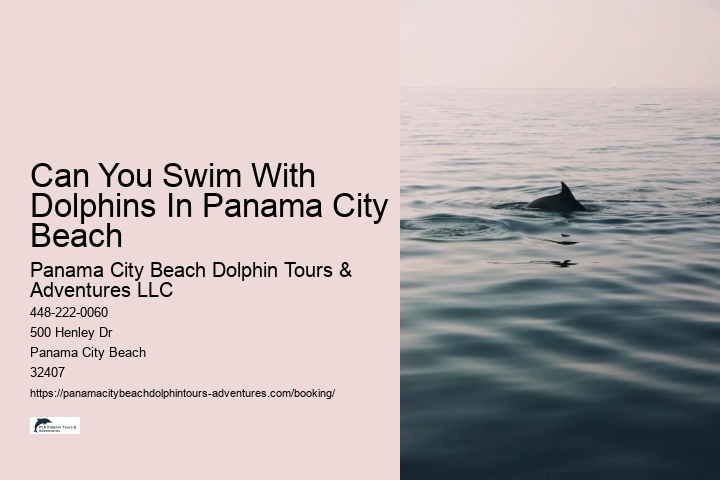 Can You Swim With
Dolphins In Panama City
Beach
Panama City Beach Dolphin Tours &
Adventures LLC
448-222-0060
500 Henley Dr
Panama City Beach
32407
https://panamacitybeachdolphintours-adventures.com/booking/
PCB Dolphin Tours &
Adventures